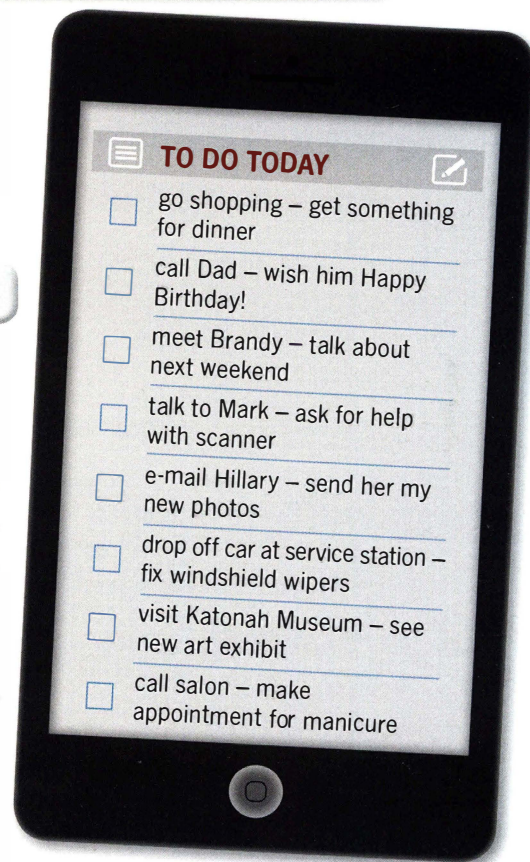 TO DO TODAY
go shopping – get something
for dinner
call Dad – wish him Happy
Birthday!
meet Brandy – talk about
next weekend
talk to Mark – ask for help
with scanner
e-mail Hillary – send her my
new photos
drop off car at service station –
fix windshield wipers
visit Katonah Museum – see
new art exhibit
call salon – make
appointment for manicure